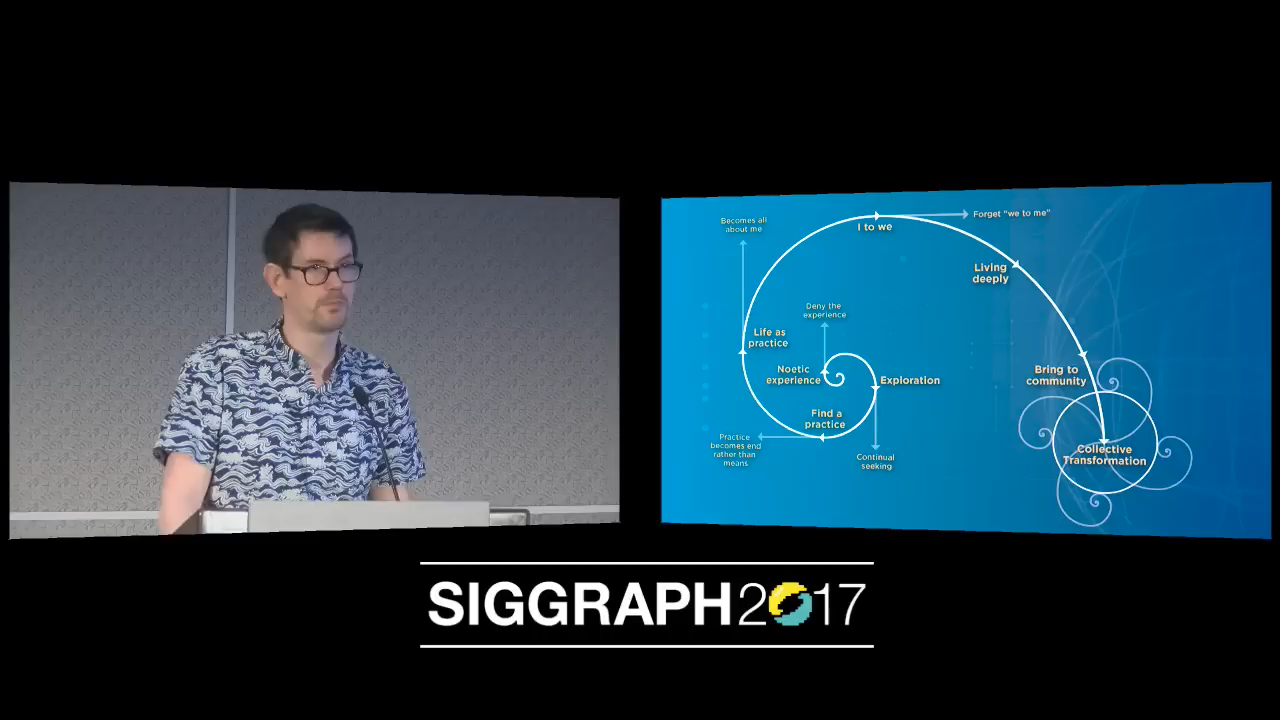 Becomes all
about me
I to we
Forget "we to me"
Living
deeply
Deny the
experience
Life as
practice
Noetic
experience
Exploration
Bring to
community
Find a
practice
Practice
becomes end
rather than
means
Continual
seeking
Collective
Transformation
SIGGRAPH2017